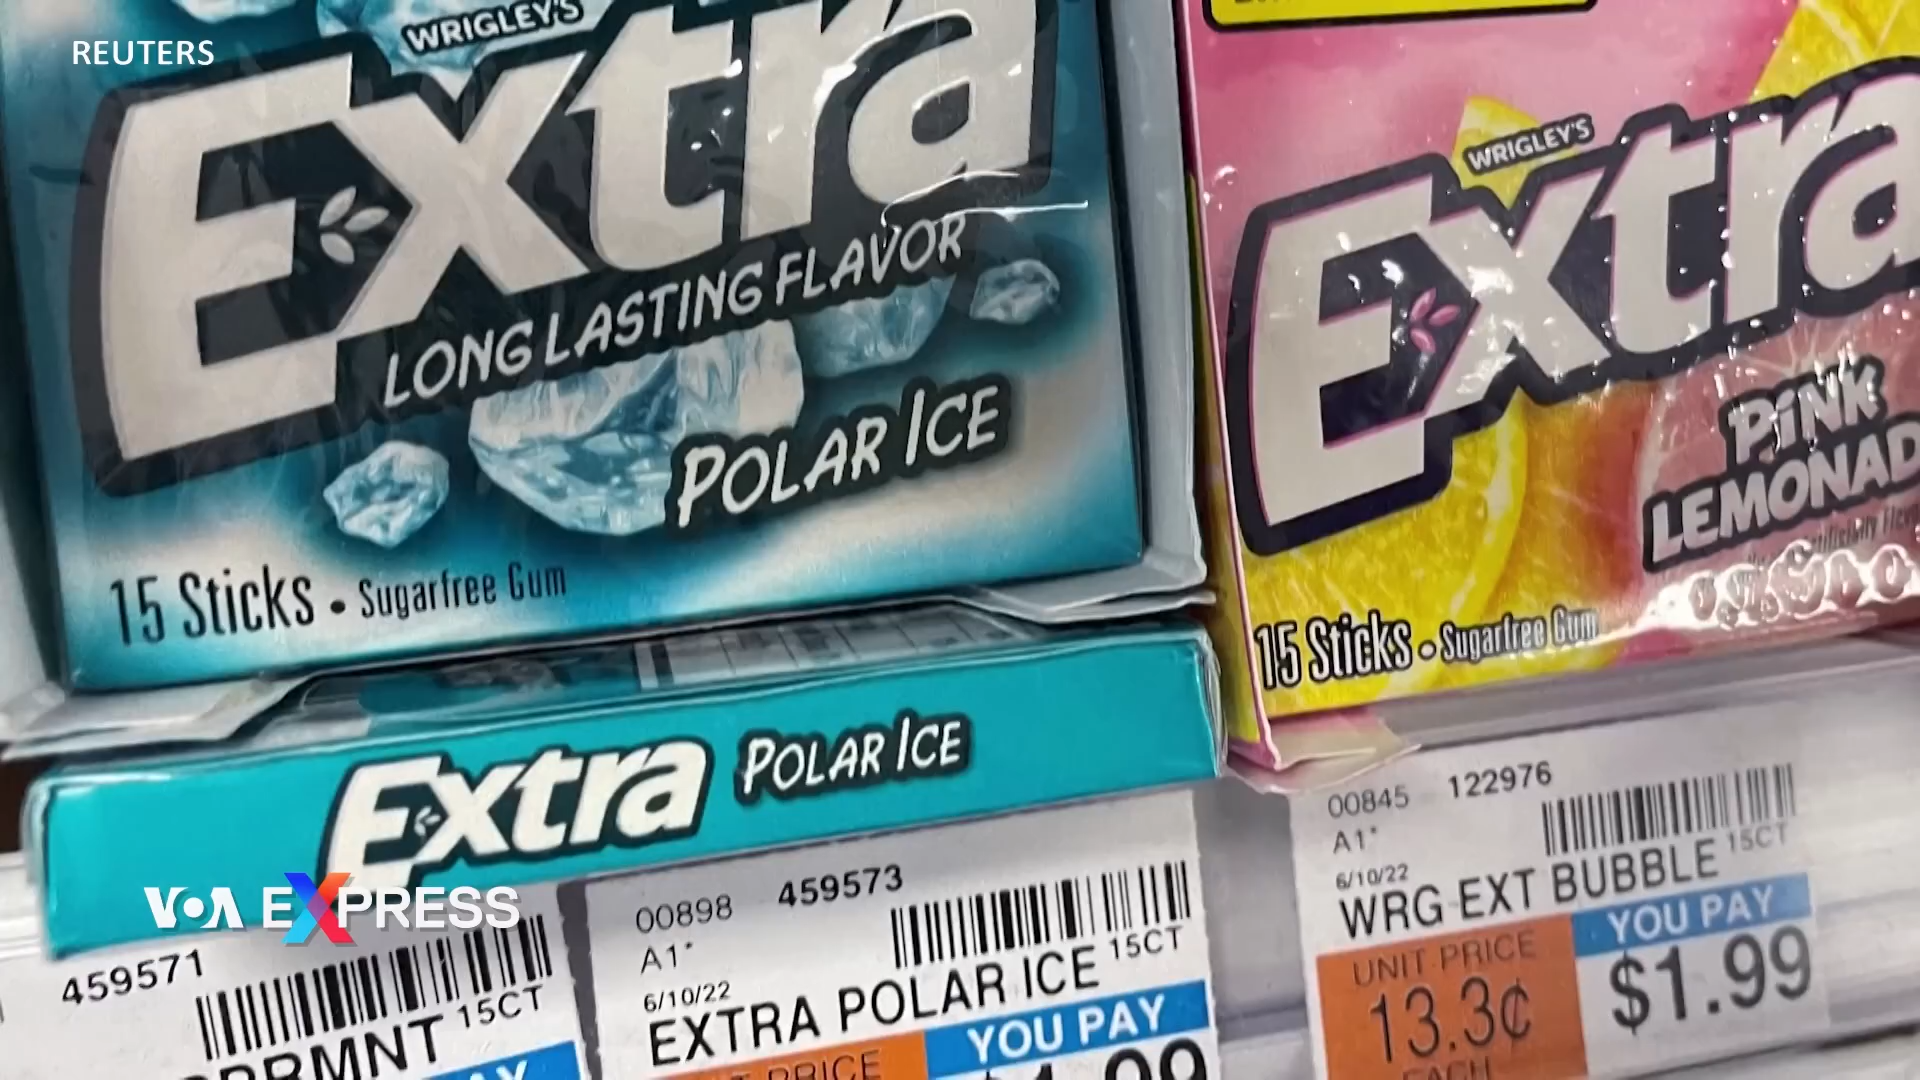 REUTERS
WRIGLEY'S
Extra
LONG LASTING FLAVOR
POLAR ICE
15 Sticks • Sugarfree Gum
Extra POLAR ICE
WRIGLEY'S
Extra
PINK
LEMONAD
15 Sticks • Sugarfree Gum
VOA EXPRESS
459571
15CT
00898 459573
A1*
6/10/22
EXTRA POLAR ICE 15CT
YOU PAY
PRICE
00845 122976
A1*
6/10/22
WRG EXT BUBBLE 15CT
UNIT PRICE
13.3¢
EACH
YOU PAY
$1.99